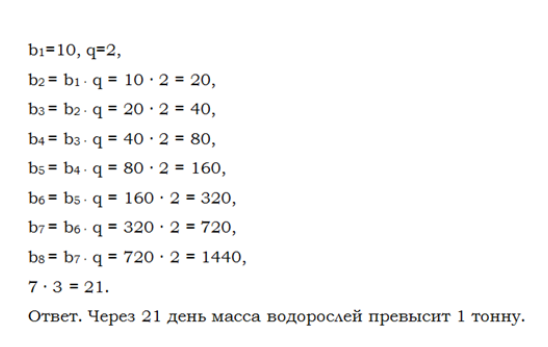 b₁=10, q=2,
b₂ = b₁ · q = 10 · 2 = 20,
b₃ = b₂ · q = 20 · 2 = 40,
b₄ = b₃ · q = 40 · 2 = 80,
b₅ = b₄ · q = 80 · 2 = 160,
b₆ = b₅ · q = 160 · 2 = 320,
b₇ = b₆ · q = 320 · 2 = 720,
b₈ = b₇ · q = 720 · 2 = 1440,
7 · 3 = 21.
Ответ. Через 21 день масса водорослей превысит 1 тонну.